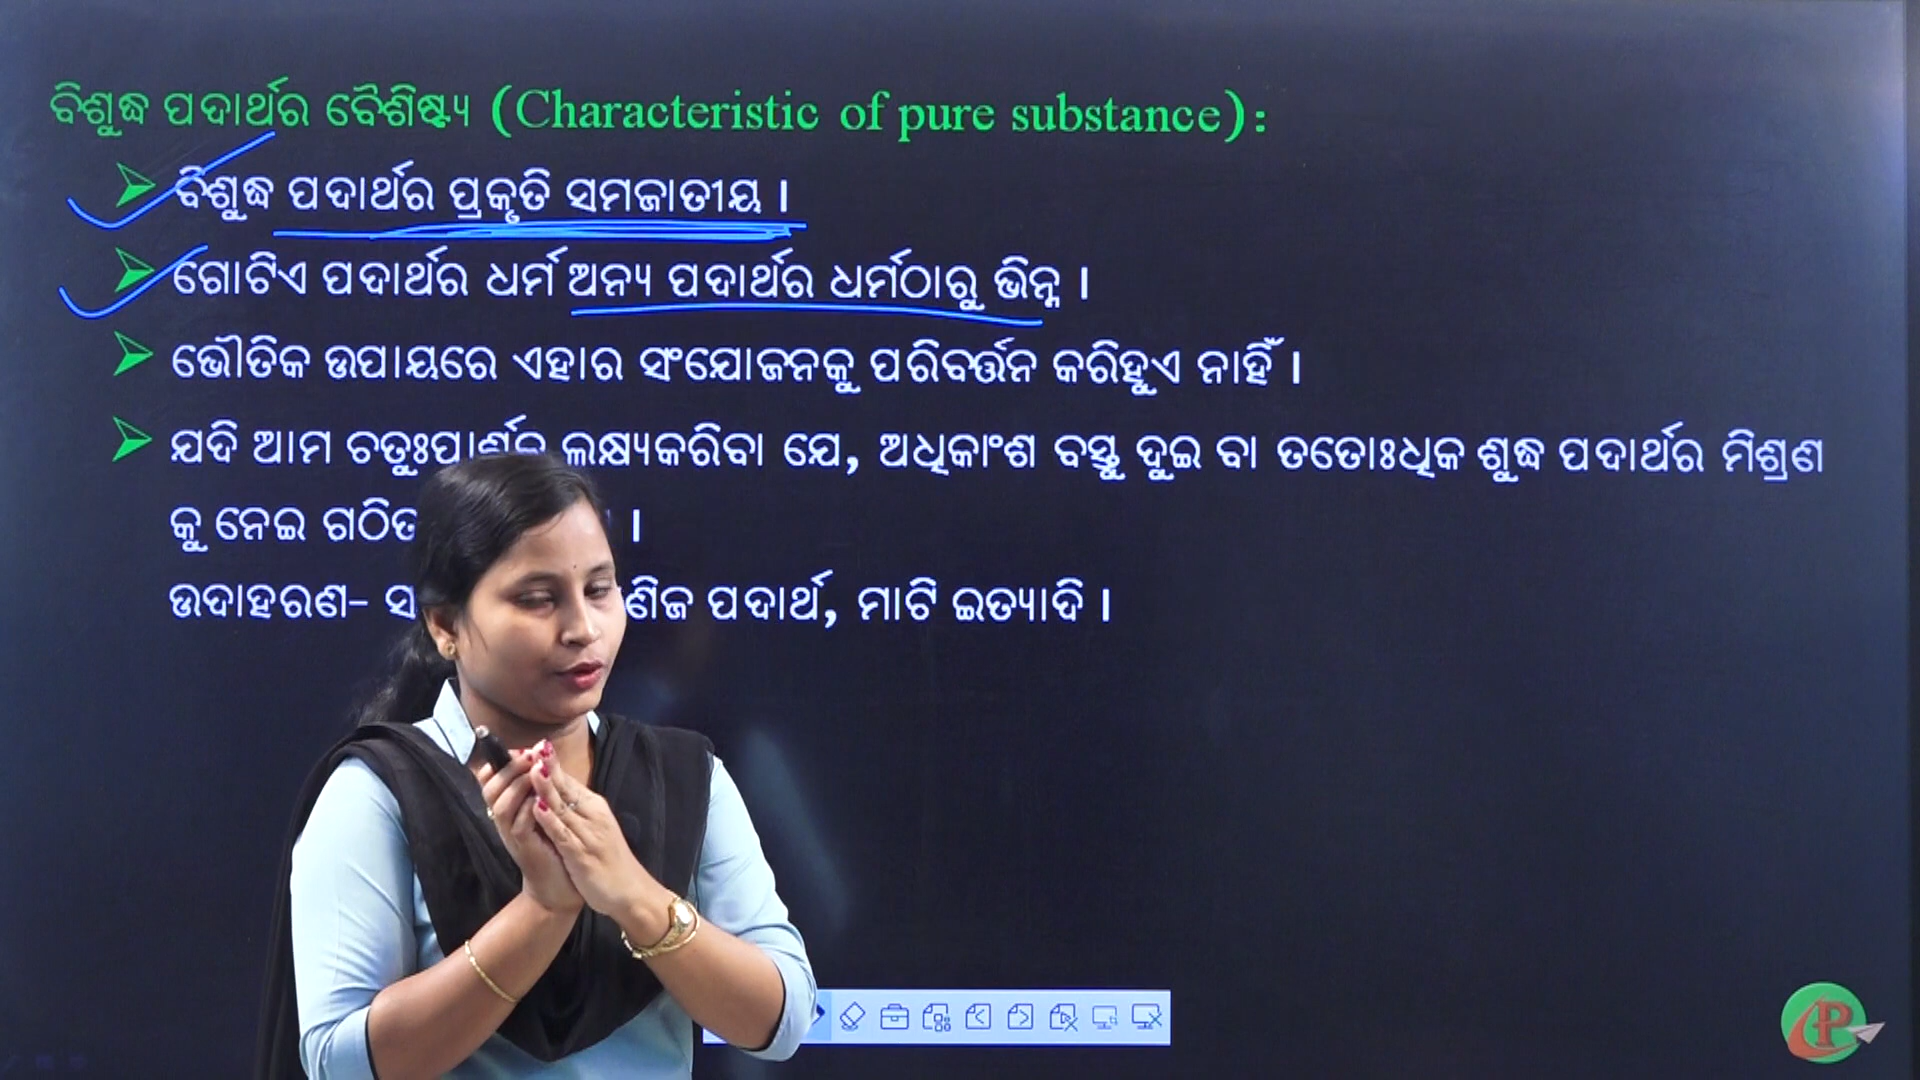 ବିଶୁଦ୍ଧ ପଦାର୍ଥର ବୈଶିଷ୍ଟ୍ୟ (Characteristic of pure substance):
ବିଶୁଦ୍ଧ ପଦାର୍ଥର ପ୍ରକୃତି ସମଜାତୀୟ ।
ଗୋଟିଏ ପଦାର୍ଥର ଧର୍ମ ଅନ୍ୟ ପଦାର୍ଥର ଧର୍ମଠାରୁ ଭିନ୍ନ ।
ଭୌତିକ ଉପାୟରେ ଏହାର ସଂଯୋଜନକୁ ପରିବର୍ତ୍ତନ କରିହୁଏ ନାହିଁ ।
ଯଦି ଆମ ଚତୁଃପାର୍ଶ୍ଵକୁ ଲକ୍ଷ୍ୟକରିବା ଯେ, ଅଧିକାଂଶ ବସ୍ତୁ ଦୁଇ ବା ତତୋଃଧିକ ଶୁଦ୍ଧ ପଦାର୍ଥର ମିଶ୍ରଣ
କୁ ନେଇ ।
ଉଦାହରଣ- ପଦାର୍ଥ, ମାଟି ଇତ୍ୟାଦି ।